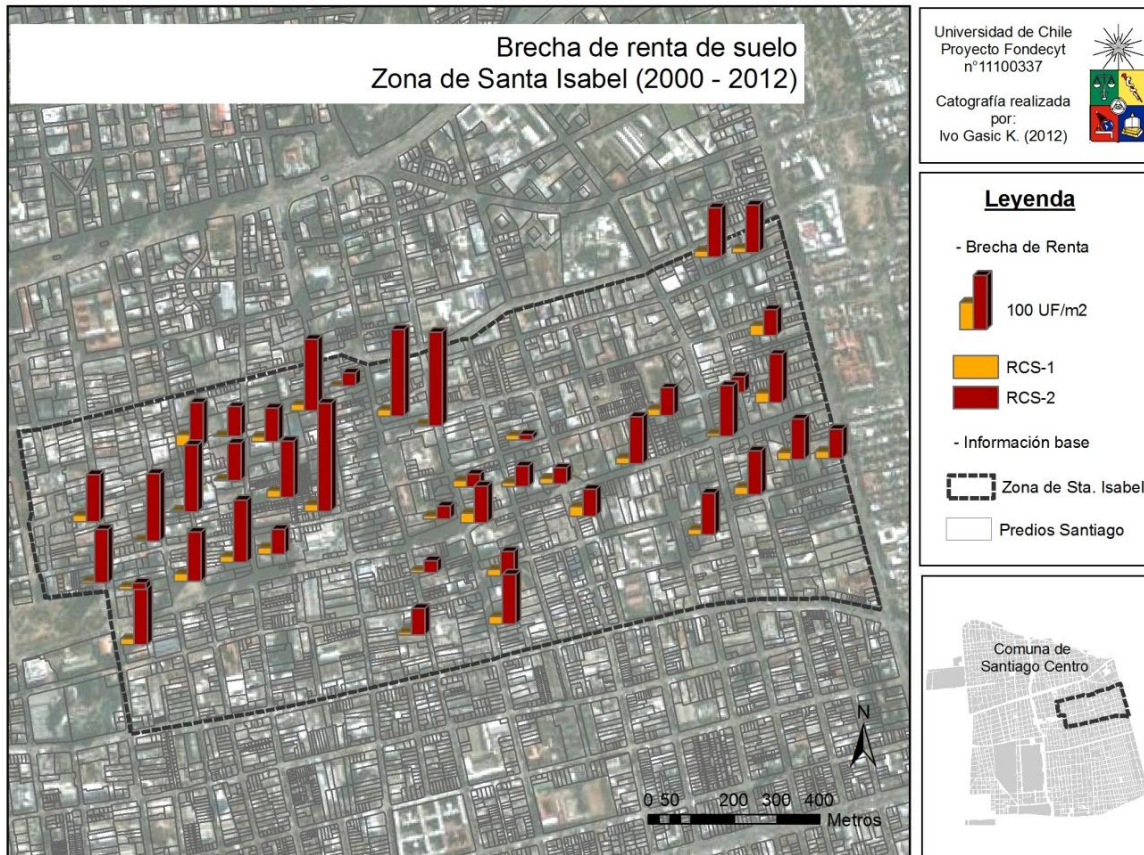 Brecha de renta de suelo
Zona de Santa Isabel (2000 - 2012)
Universidad de Chile
Proyecto Fondecyt
n°11100337
Catografía realizada
por:
Ivo Gasic K. (2012)
Leyenda
- Brecha de Renta
100 UF/m2
RCS-1
RCS-2
- Información base
Zona de Sta. Isabel
Predios Santiago
Comuna de
Santiago Centro
N
0 50 200 300 400
Metros